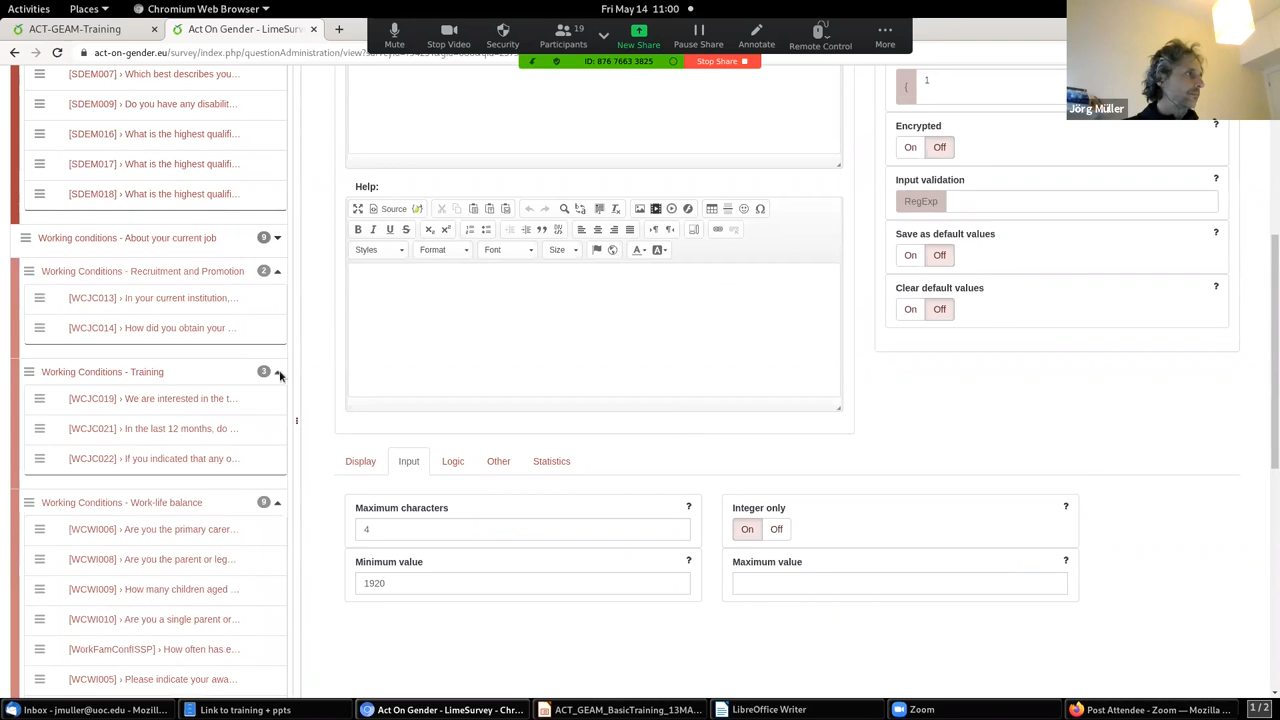 Activities Places Chromium Web Browser Fri May 14 11:00
ACT-GEAM-Training × Act On Gender - LimeSurv ×
Mute Stop Video Security Participants 19 New Share Pause Share Annotate Remote Control More
ID: 876 7663 3825 Stop Share
Jörg Müller
[SDEM007] › Which best describes you...
[SDEM009] › Do you have any disabilit...
[SDEM016] › What is the highest qualifi...
[SDEM017] › What is the highest qualifi...
[SDEM018] › What is the highest qualifi...
Working conditions - About your current job 9
Working Conditions - Recruitment and Promotion 2
[WCJC013] › In your current institution,...
[WCJC014] › How did you obtain your ...
Working Conditions - Training 3
[WCJC019] › We are interested in the t...
[WCJC021] › In the last 12 months, do ...
[WCJC022] › If you indicated that any o...
Working Conditions - Work-life balance 9
[WCWI006] › Are you the primary carer...
[WCWI008] › Are you the parent or leg...
[WCWI009] › How many children aged ...
[WCWI010] › Are you a single parent or...
[WorkFamConfISSP] › How often has e...
[WCWI005] › Please indicate your awa...
Help:
Source
Styles Format Font Size
{ 1
Encrypted ?
On Off
Input validation ?
RegExp
Save as default values ?
On Off
Clear default values ?
On Off
Display Input Logic Other Statistics
Maximum characters ?
4
Integer only ?
On Off
Minimum value ?
1920
Maximum value ?
Inbox - jmuller@uoc.edu - Mozill... Link to training + ppts Act On Gender - LimeSurvey - Chr... ACT_GEAM_BasicTraining_13MA... LibreOffice Writer Zoom Post Attendee - Zoom — Mozilla ... 1 / 2